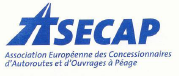 ASECAP
Association Européenne des Concessionnaires
d'Autoroutes et d'Ouvrages à Péage